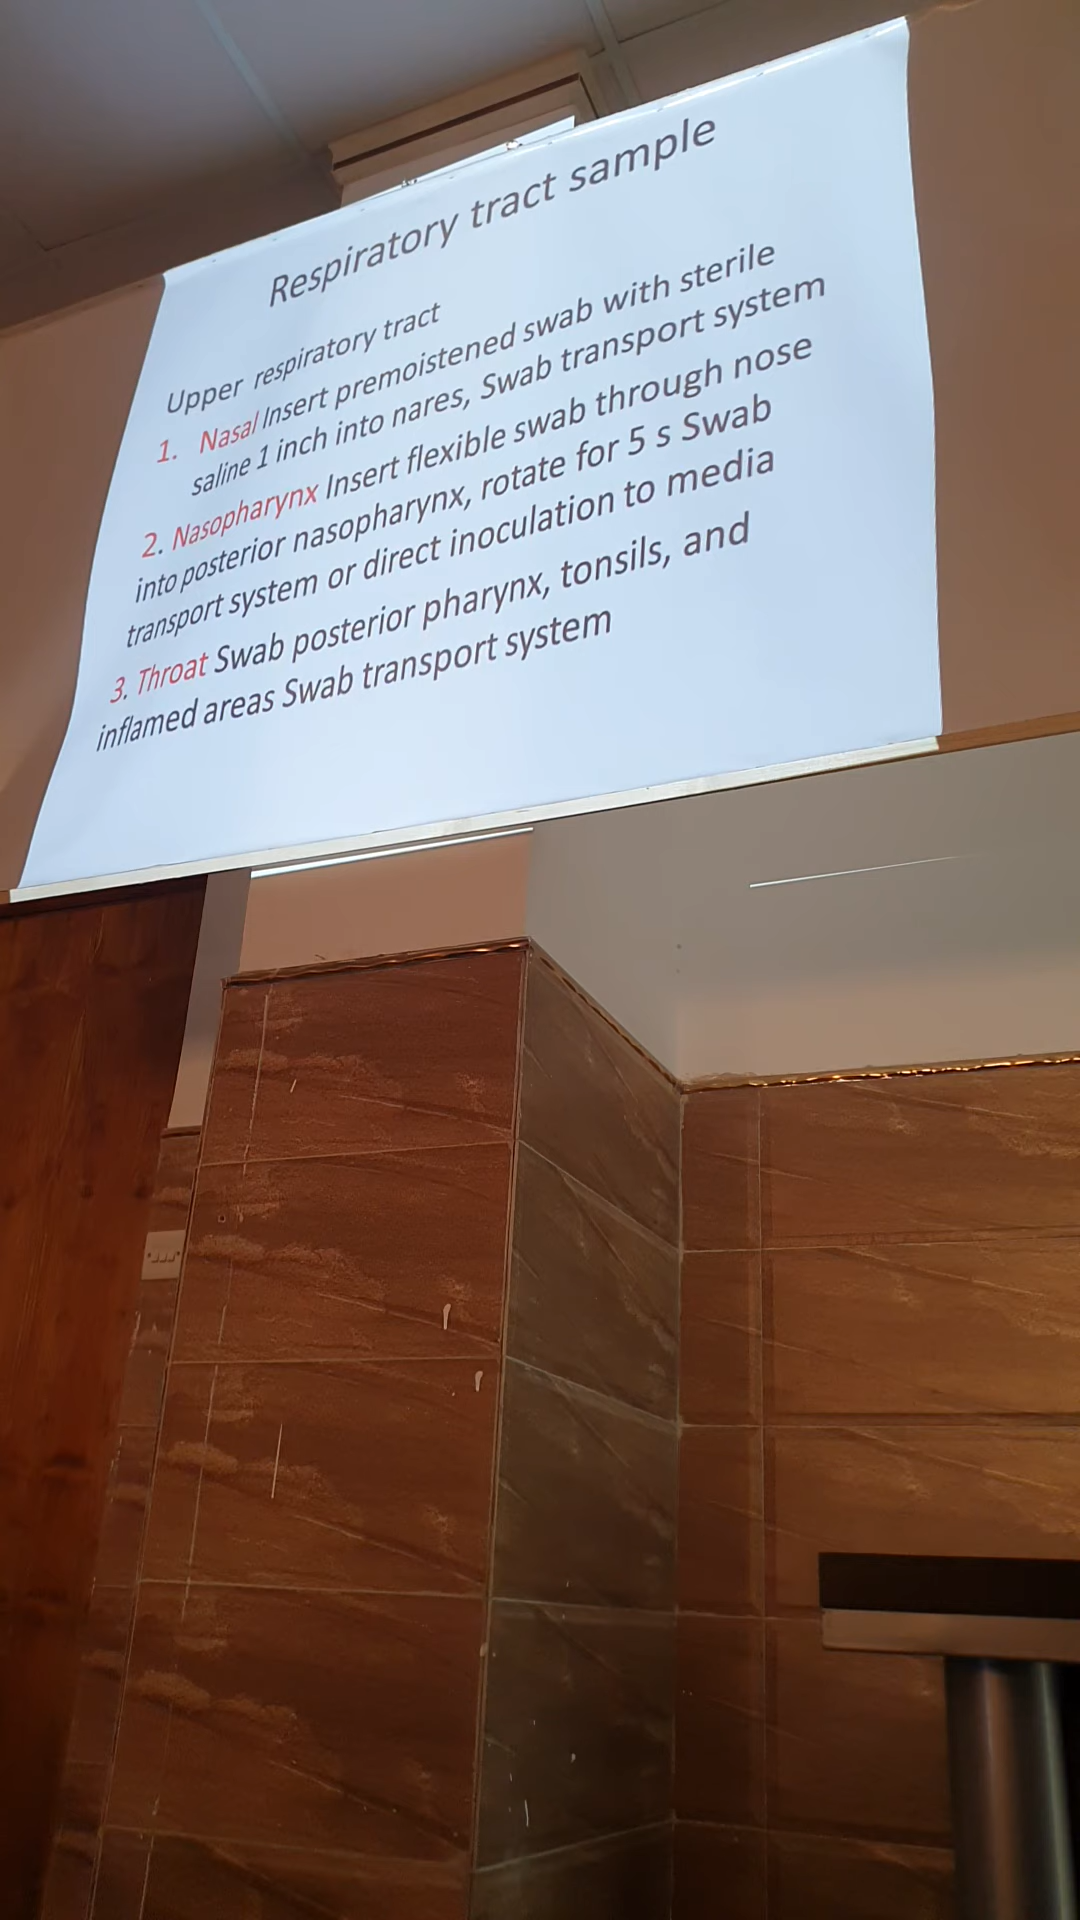 Respiratory tract sample
Upper respiratory tract
1. Nasal Insert premoistened swab with sterile
saline 1 inch into nares, Swab transport system
2. Nasopharynx Insert flexible swab through nose
into posterior nasopharynx, rotate for 5 s Swab
transport system or direct inoculation to media
3. Throat Swab posterior pharynx, tonsils, and
inflamed areas Swab transport system